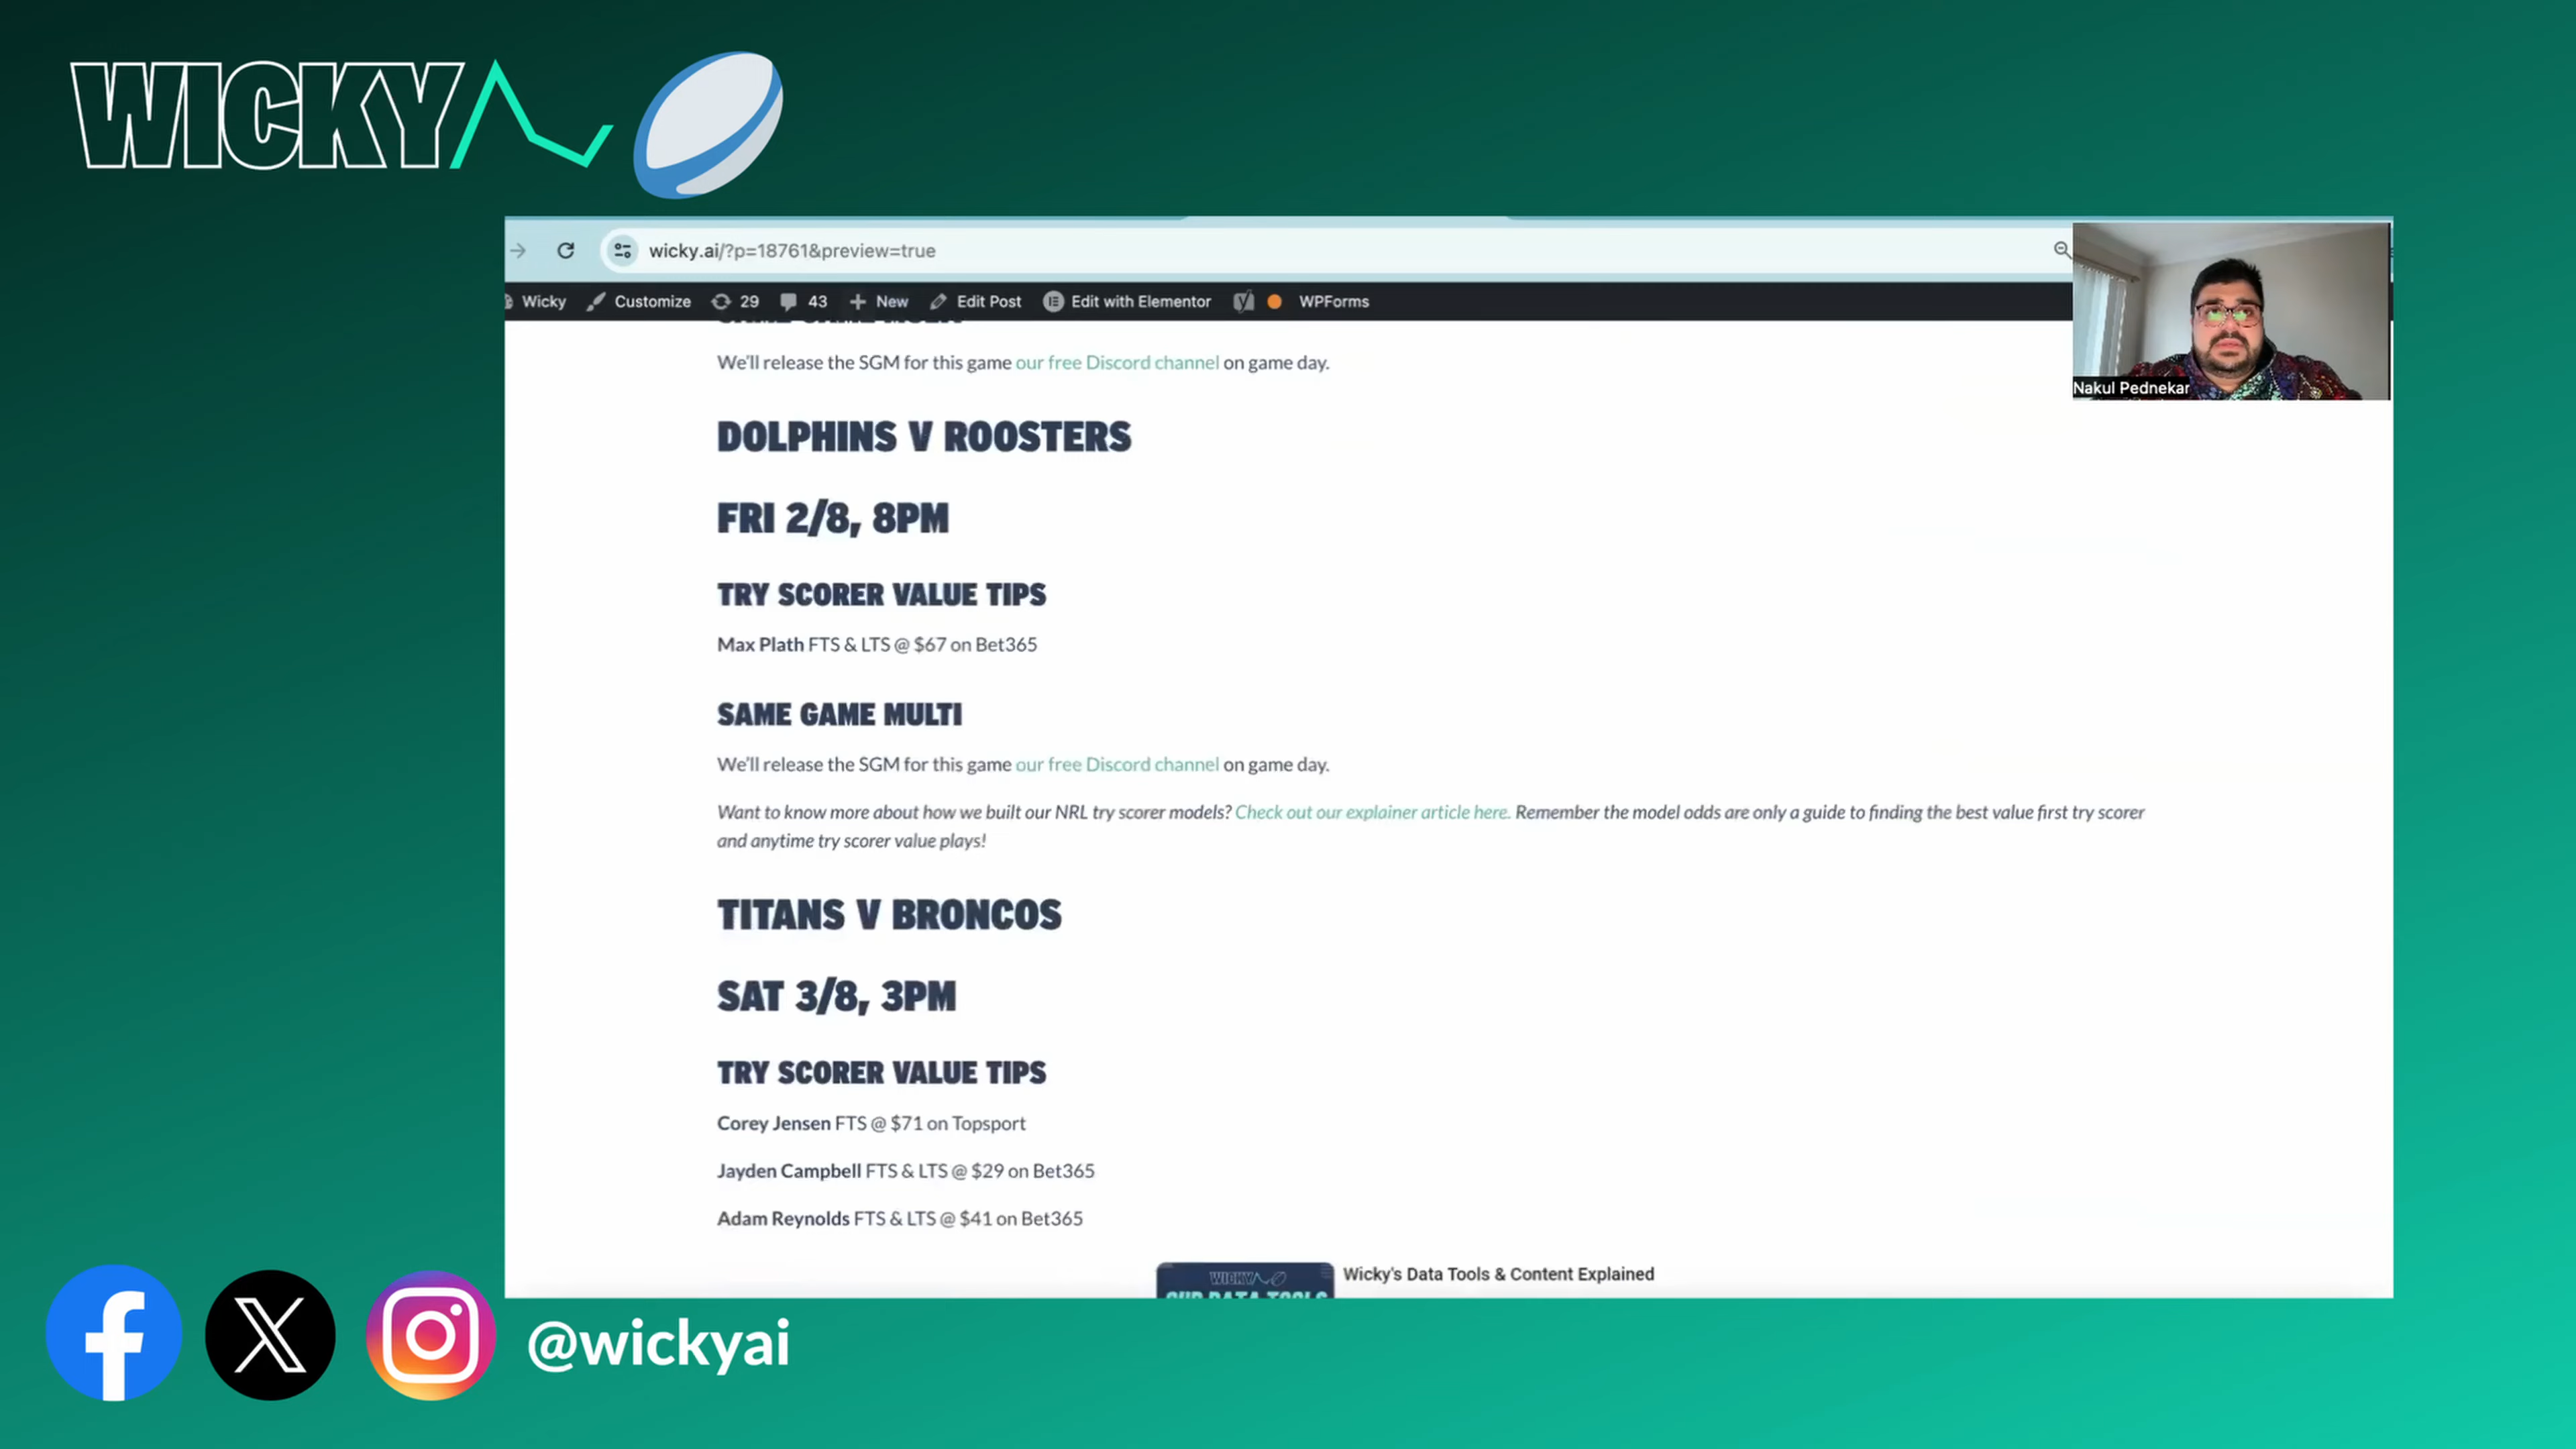 WICKY
wicky.ai/?p=18761&preview=true
Wicky Customize 29 43 New Edit Post Edit with Elementor WPForms
We'll release the SGM for this game our free Discord channel on game day.
Nakul Pednekar
DOLPHINS V ROOSTERS
FRI 2/8, 8PM
TRY SCORER VALUE TIPS
Max Plath FTS & LTS @ $67 on Bet365
SAME GAME MULTI
We'll release the SGM for this game our free Discord channel on game day.
Want to know more about how we built our NRL try scorer models? Check out our explainer article here. Remember the model odds are only a guide to finding the best value first try scorer
and anytime try scorer value plays!
TITANS V BRONCOS
SAT 3/8, 3PM
TRY SCORER VALUE TIPS
Corey Jensen FTS @ $71 on Topsport
Jayden Campbell FTS & LTS @ $29 on Bet365
Adam Reynolds FTS & LTS @ $41 on Bet365
WICKY
OUR DATA TOOLS
Wicky's Data Tools & Content Explained
@wickyai